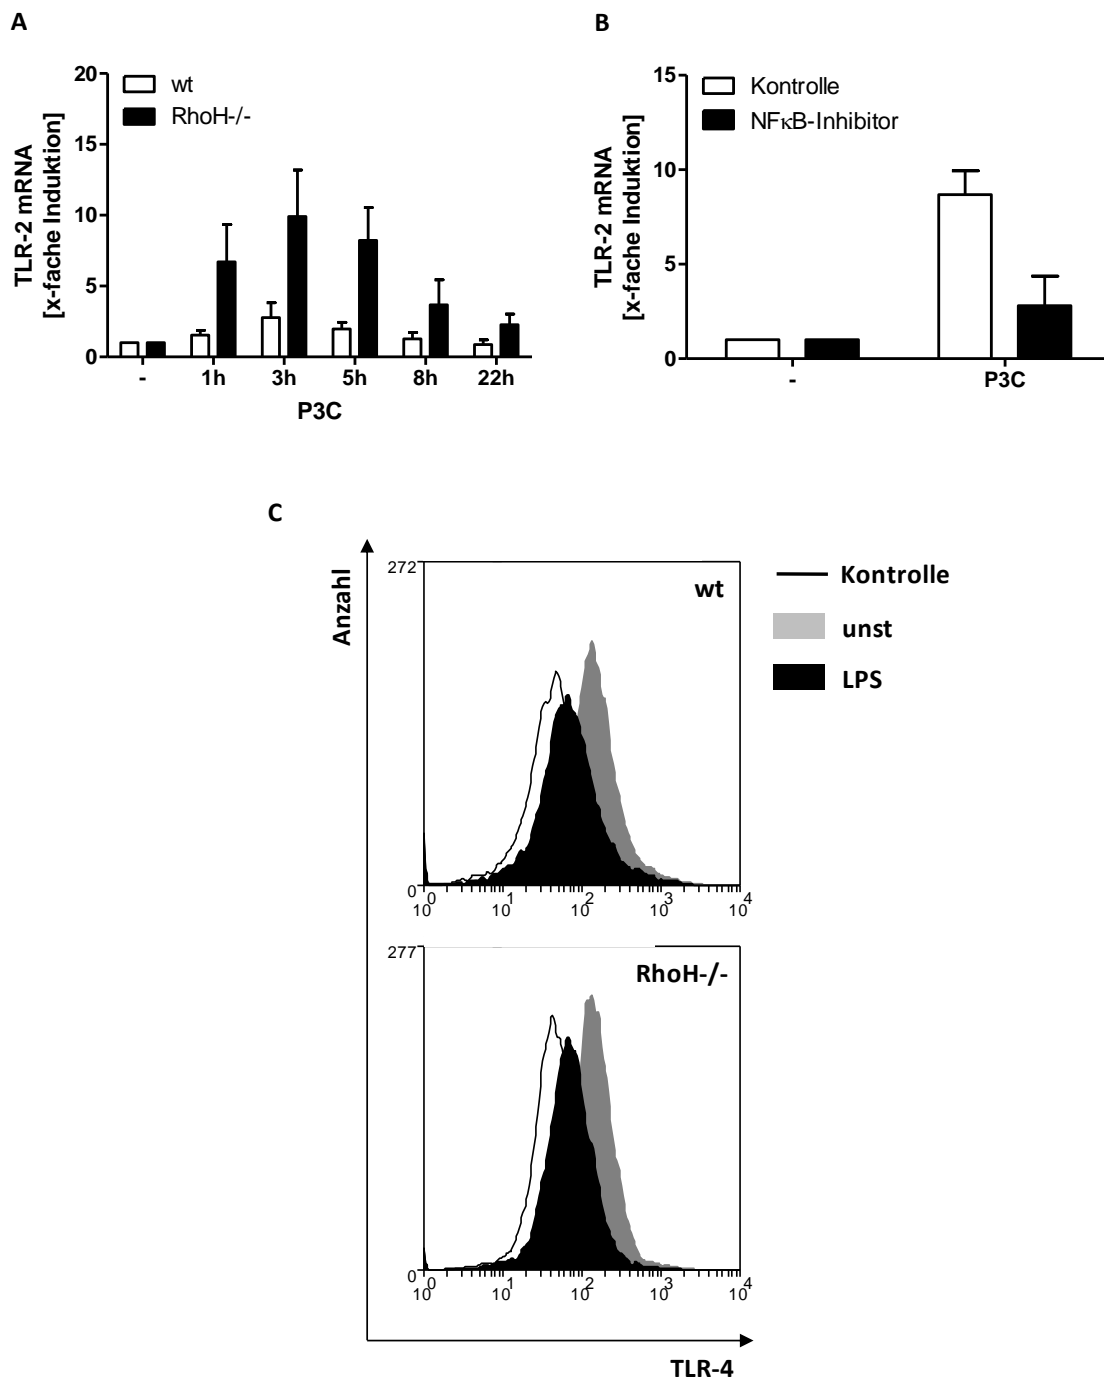 A
TLR-2 mRNA
[x-fache Induktion]
20
15
10
5
0
wt
RhoH-/-
- 1h 3h 5h 8h 22h
P3C
B
TLR-2 mRNA
[x-fache Induktion]
15
10
5
0
Kontrolle
NFκB-Inhibitor
- P3C
C
Anzahl
272
wt
0
10^0 10^1 10^2 10^3 10^4
Kontrolle
unst
LPS
277
RhoH-/-
0
10^0 10^1 10^2 10^3 10^4
TLR-4